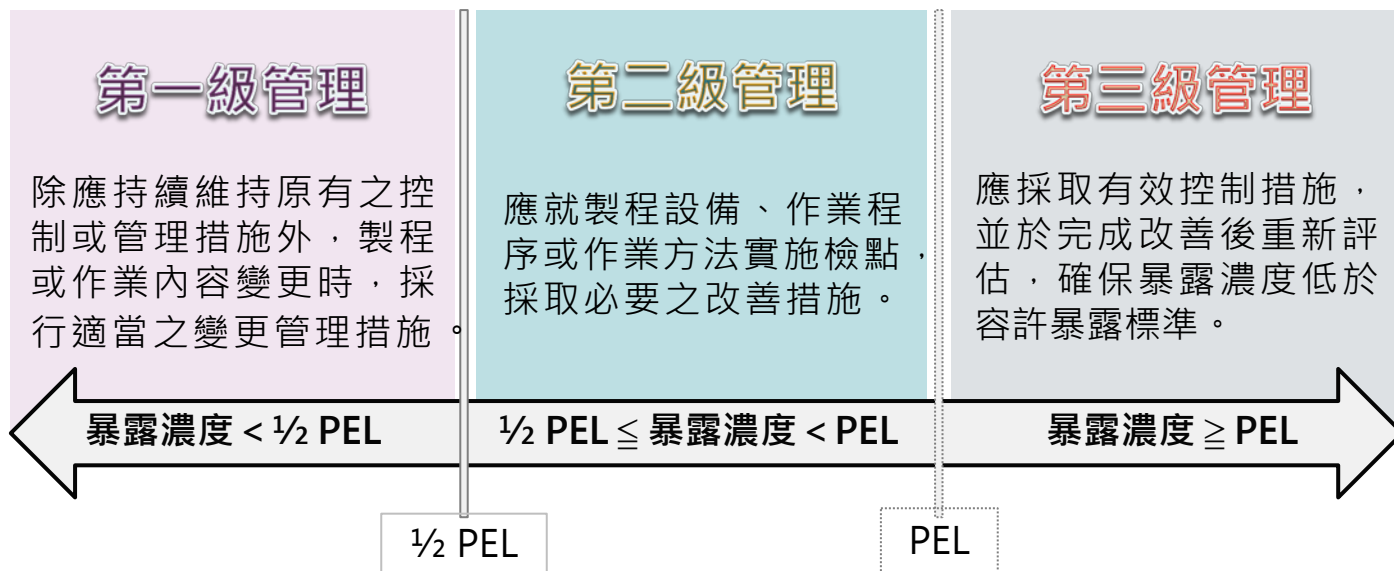 第一級管理
除應持續維持原有之控
制或管理措施外，製程
或作業內容變更時，採
行適當之變更管理措施。
第二級管理
應就製程設備、作業程
序或作業方法實施檢點，
採取必要之改善措施。
第三級管理
應採取有效控制措施，
並於完成改善後重新評
估，確保暴露濃度低於
容許暴露標準。
暴露濃度 < ½ PEL
½ PEL ≦ 暴露濃度 < PEL
暴露濃度 ≧ PEL
½ PEL
PEL